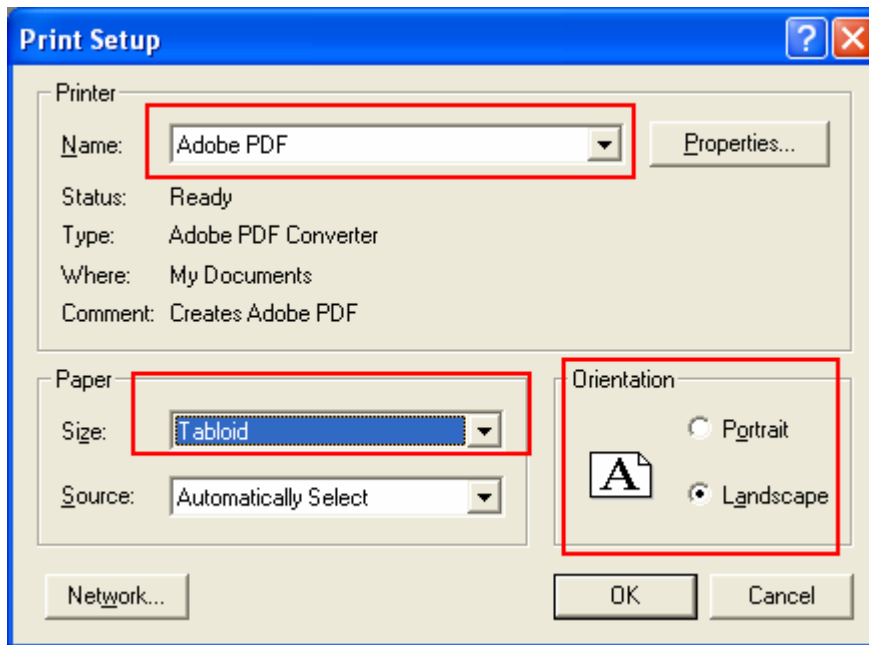 Print Setup
Printer
Name: Adobe PDF Properties...
Status: Ready
Type: Adobe PDF Converter
Where: My Documents
Comment: Creates Adobe PDF
Paper
Size: Tabloid
Source: Automatically Select
Orientation
A
Portrait
Landscape
Network... OK Cancel